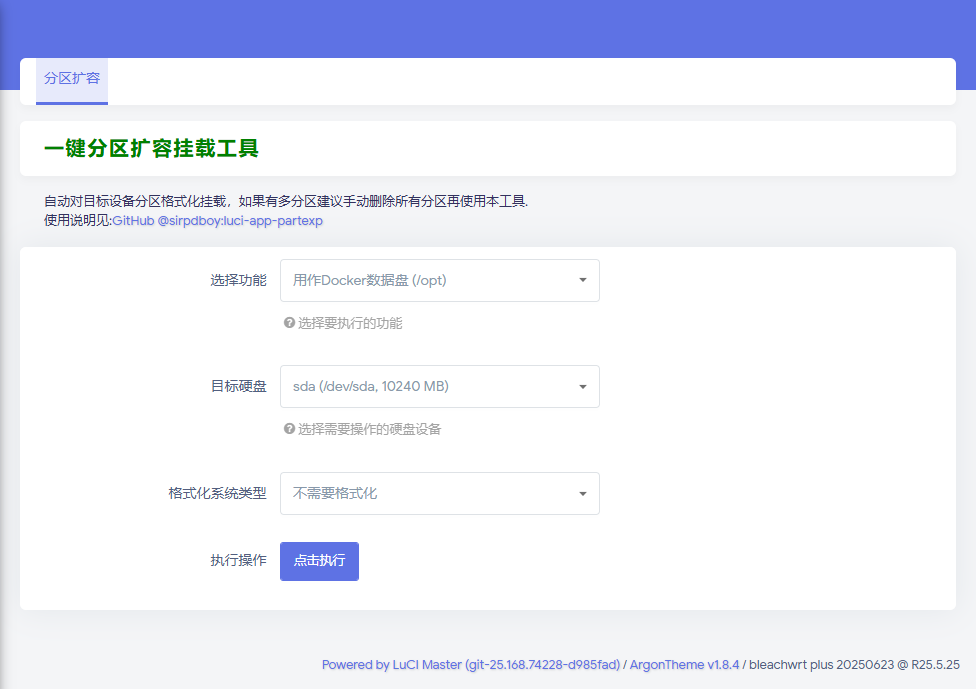 分区扩容
一键分区扩容挂载工具
自动对目标设备分区格式化挂载，如果有多分区建议手动删除所有分区再使用本工具.
使用说明见:GitHub @sirpdboy:luci-app-partexp
选择功能 用作Docker数据盘 (/opt)
选择要执行的功能
目标硬盘 sda (/dev/sda, 10240 MB)
选择需要操作的硬盘设备
格式化系统类型 不需要格式化
执行操作 点击执行
Powered by LuCI Master (git-25.168.74228-d985fad) / ArgonTheme v1.8.4 / bleachwrt plus 20250623 @ R25.5.25